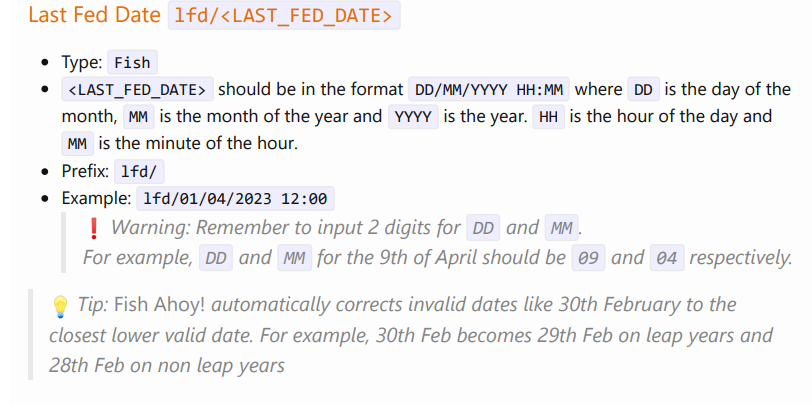 Last Fed Date lfd/<LAST_FED_DATE>
Type: Fish
<LAST_FED_DATE> should be in the format DD/MM/YYYY HH:MM where DD is the day of the
month, MM is the month of the year and YYYY is the year. HH is the hour of the day and
MM is the minute of the hour.
Prefix: lfd/
Example: lfd/01/04/2023 12:00
❗ Warning: Remember to input 2 digits for DD and MM.
For example, DD and MM for the 9th of April should be 09 and 04 respectively.
💡 Tip: Fish Ahoy! automatically corrects invalid dates like 30th February to the
closest lower valid date. For example, 30th Feb becomes 29th Feb on leap years and
28th Feb on non leap years